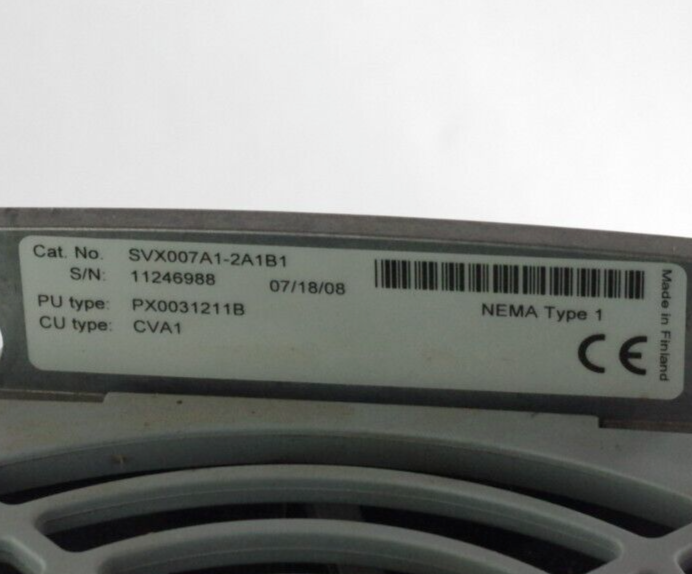 Cat. No. SVX007A1-2A1B1
S/N: 11246988 07/18/08
PU type: PX0031211B
CU type: CVA1
NEMA Type 1
CE
Made in Finland